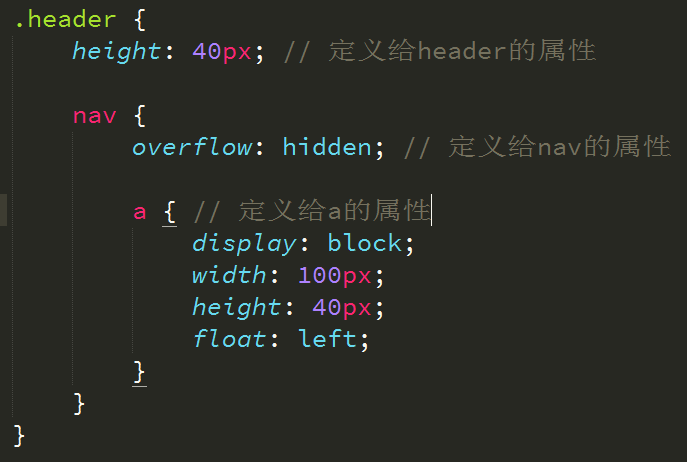 .header {
height: 40px; // 定义给header的属性
nav {
overflow: hidden; // 定义给nav的属性
a { // 定义给a的属性
display: block;
width: 100px;
height: 40px;
float: left;
}
}
}